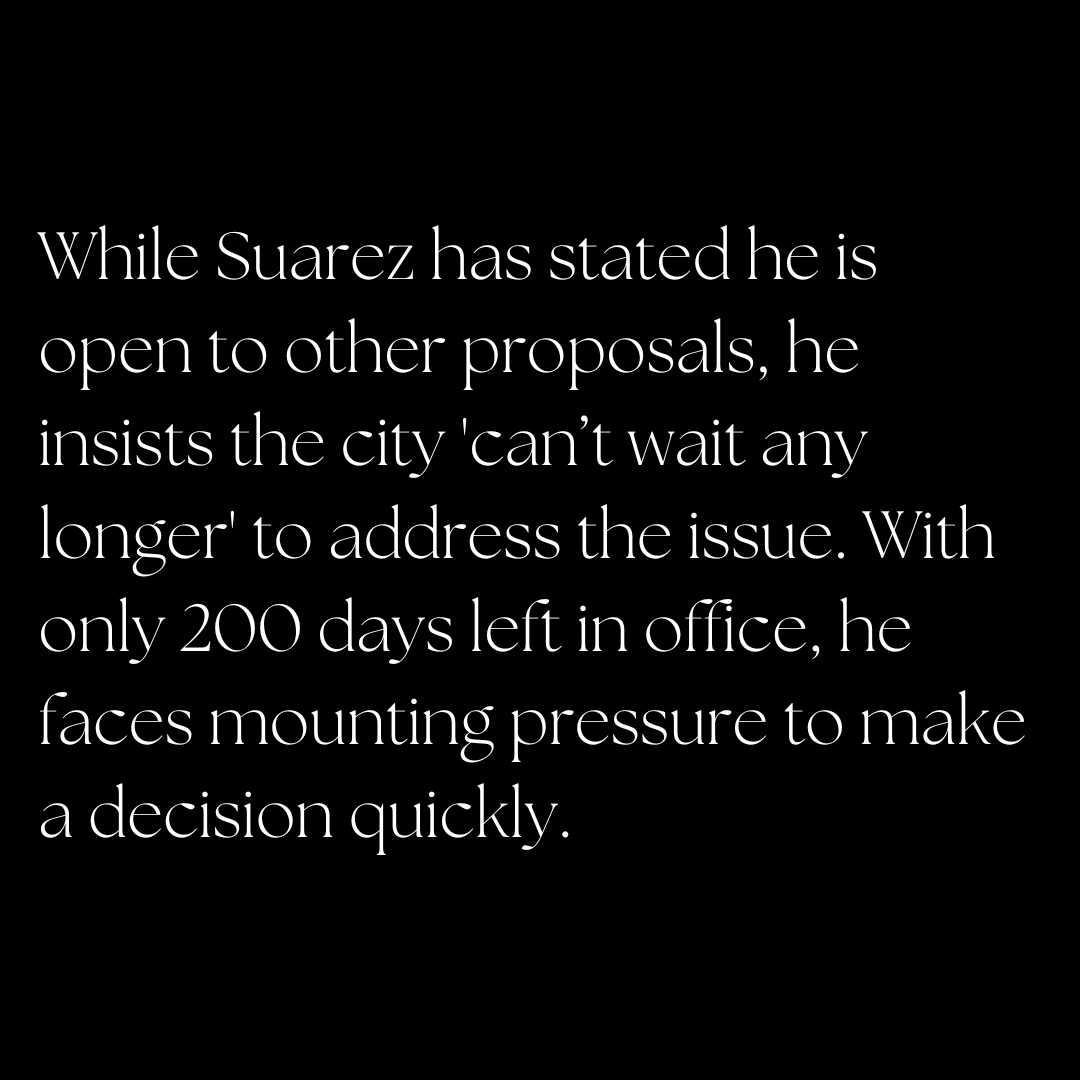 While Suarez has stated he is
open to other proposals, he
insists the city 'can’t wait any
longer' to address the issue. With
only 200 days left in office, he
faces mounting pressure to make
a decision quickly.